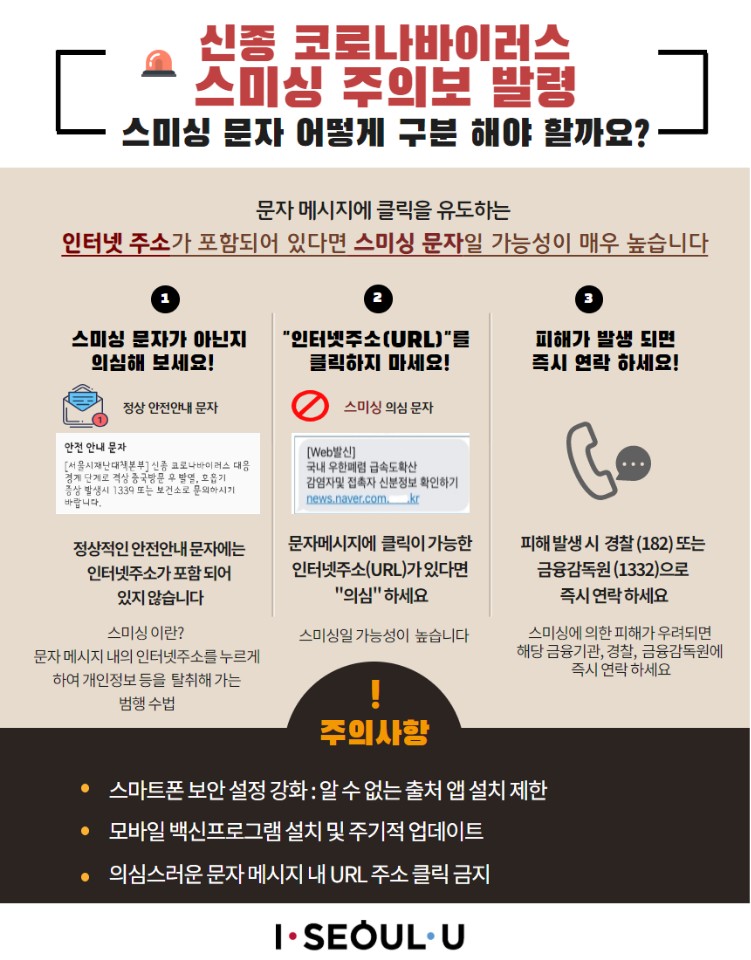 신종 코로나바이러스
스미싱 주의보 발령
스미싱 문자 어떻게 구분 해야 할까요?
문자 메시지에 클릭을 유도하는
인터넷 주소가 포함되어 있다면 스미싱 문자일 가능성이 매우 높습니다
1
스미싱 문자가 아닌지
의심해 보세요!
1
정상 안전안내 문자
안전 안내 문자
[서울시재난대책본부] 신종 코로나바이러스 대응
경계 단계로 격상 중국방문 후 발열, 호흡기
증상 발생시 1339 또는 보건소로 문의하시기
바랍니다.
정상적인 안전안내 문자에는
인터넷주소가 포함 되어
있지 않습니다
스미싱 이란?
문자 메시지 내의 인터넷주소를 누르게
하여 개인정보 등을 탈취해 가는
범행 수법
2
"인터넷주소(URL)"를
클릭하지 마세요!
스미싱 의심 문자
[Web발신]
국내 우한폐렴 급속도확산
감염자및 접촉자 신분정보 확인하기
news.naver.com. .kr
문자메시지에 클릭이 가능한
인터넷주소(URL)가 있다면
"의심" 하세요
스미싱일 가능성이 높습니다
3
피해가 발생 되면
즉시 연락 하세요!
피해 발생 시 경찰 (182) 또는
금융감독원 (1332)으로
즉시 연락 하세요
스미싱에 의한 피해가 우려되면
해당 금융기관, 경찰, 금융감독원에
즉시 연락 하세요
!
주의사항
• 스마트폰 보안 설정 강화 : 알 수 없는 출처 앱 설치 제한
• 모바일 백신프로그램 설치 및 주기적 업데이트
• 의심스러운 문자 메시지 내 URL 주소 클릭 금지
I·SEOUL·U